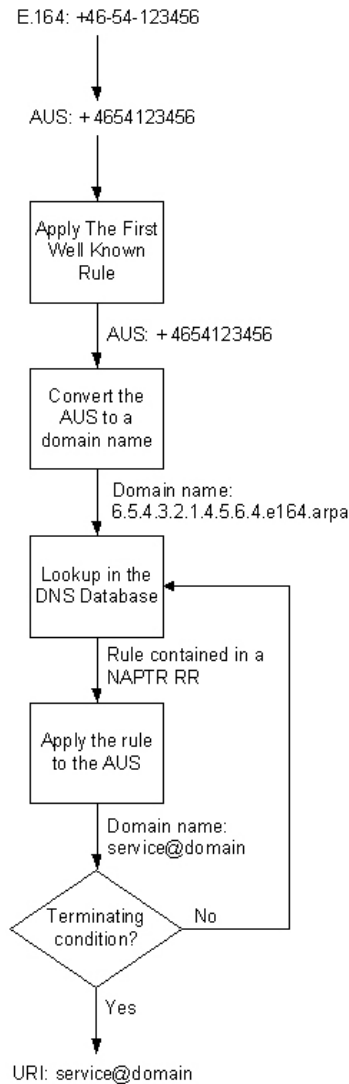 E.164: +46-54-123456
AUS: +4654123456
Apply The First
Well Known
Rule
AUS: +4654123456
Convert the
AUS to a
domain name
Domain name:
6.5.4.3.2.1.4.5.6.4.e164.arpa
Lookup in the
DNS Database
Rule contained in a
NAPTR RR
Apply the rule
to the AUS
Domain name:
service@domain
Terminating
condition?
No
Yes
URI: service@domain